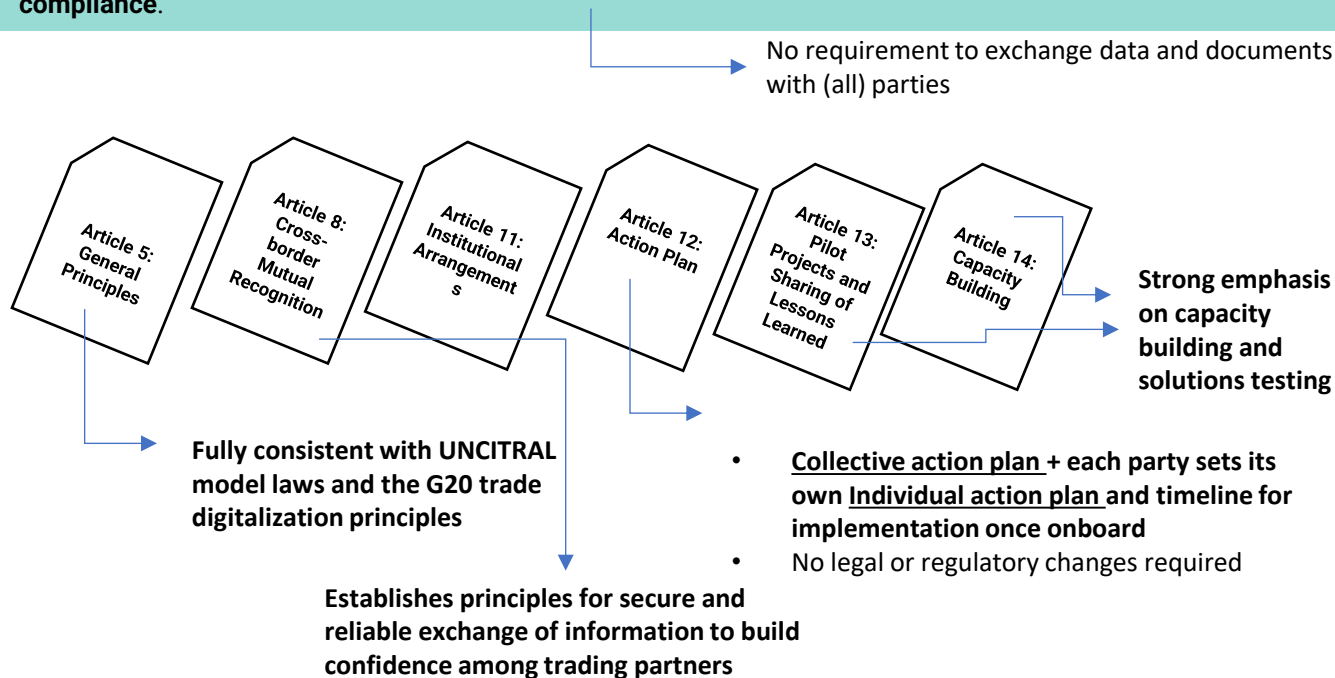 compliance.
No requirement to exchange data and documents
with (all) parties
Article 5:
General
Principles
Article 8:
Cross-
border
Mutual
Recognition
Article 11:
Institutional
Arrangement
s
Article 12:
Action Plan
Article 13:
Pilot
Projects and
Sharing of
Lessons
Learned
Article 14:
Capacity
Building
Strong emphasis
on capacity
building and
solutions testing
Fully consistent with UNCITRAL
model laws and the G20 trade
digitalization principles
• Collective action plan + each party sets its
own Individual action plan and timeline for
implementation once onboard
• No legal or regulatory changes required
Establishes principles for secure and
reliable exchange of information to build
confidence among trading partners